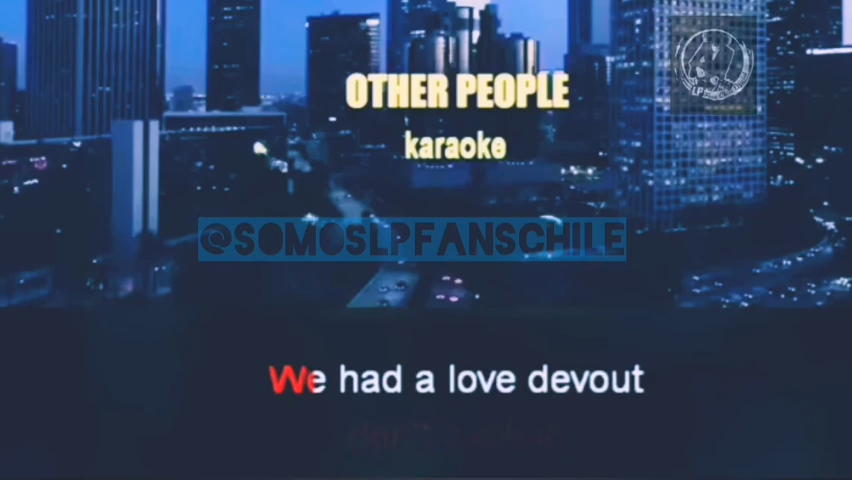 OTHER PEOPLE
karaoke
@SOMOSLPFANSCHILE
We had a love devout